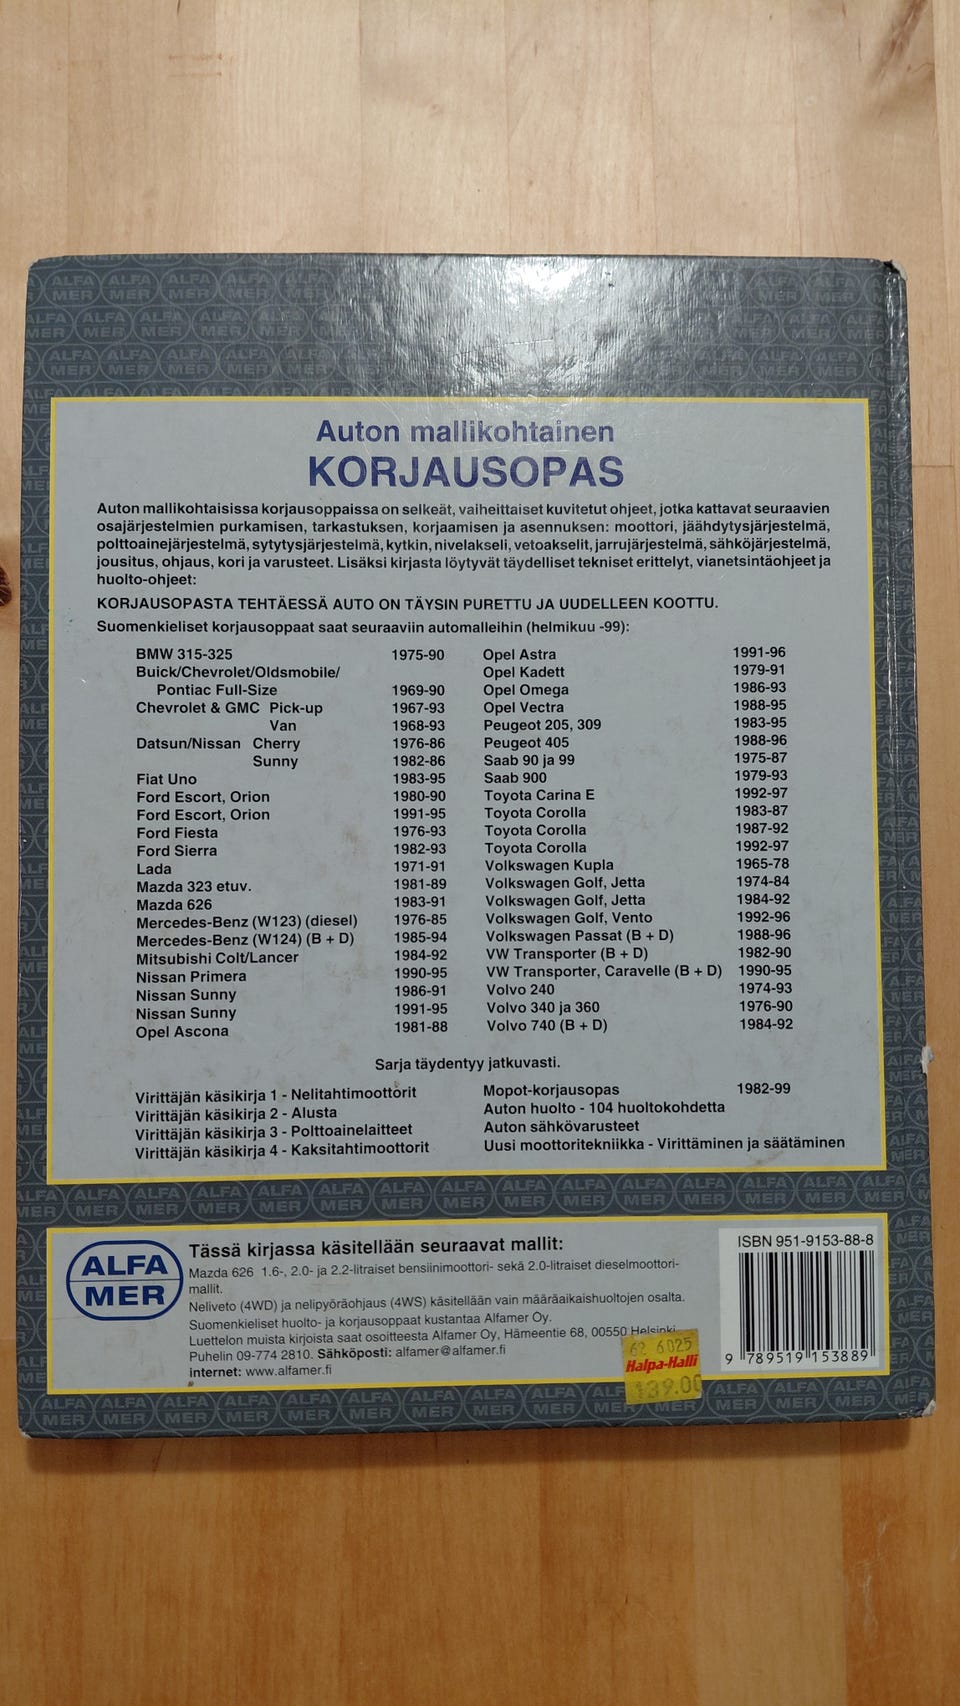 Auton mallikohtainen
KORJAUSOPAS
Auton mallikohtaisissa korjausoppaissa on selkeät, vaiheittaiset kuvitetut ohjeet, jotka kattavat seuraavien
osajärjestelmien purkamisen, tarkastuksen, korjaamisen ja asennuksen: moottori, jäähdytysjärjestelmä,
polttoainejärjestelmä, sytytysjärjestelmä, kytkin, nivelakseli, vetoakselit, jarrujärjestelmä, sähköjärjestelmä,
jousitus, ohjaus, kori ja varusteet. Lisäksi kirjasta löytyvät täydelliset tekniset erittelyt, vianetsintäohjeet ja
huolto-ohjeet:
KORJAUSOPASTA TEHTÄESSÄ AUTO ON TÄYSIN PURETTU JA UUDELLEEN KOOTTU.
Suomenkieliset korjausoppaat saat seuraaviin automalleihin (helmikuu -99):
BMW 315-325 1975-90
Buick/Chevrolet/Oldsmobile/
Pontiac Full-Size 1969-90
Chevrolet & GMC Pick-up 1967-93
Van 1968-93
Datsun/Nissan Cherry 1976-86
Sunny 1982-86
Fiat Uno 1983-95
Ford Escort, Orion 1980-90
Ford Escort, Orion 1991-95
Ford Fiesta 1976-93
Ford Sierra 1982-93
Lada 1971-91
Mazda 323 etuv. 1981-89
Mazda 626 1983-91
Mercedes-Benz (W123) (diesel) 1976-85
Mercedes-Benz (W124) (B + D) 1985-94
Mitsubishi Colt/Lancer 1984-92
Nissan Primera 1990-95
Nissan Sunny 1986-91
Nissan Sunny 1991-95
Opel Ascona 1981-88
Opel Astra 1991-96
Opel Kadett 1979-91
Opel Omega 1986-93
Opel Vectra 1988-95
Peugeot 205, 309 1983-95
Peugeot 405 1988-96
Saab 90 ja 99 1975-87
Saab 900 1979-93
Toyota Carina E 1992-97
Toyota Corolla 1983-87
Toyota Corolla 1987-92
Toyota Corolla 1992-97
Volkswagen Kupla 1965-78
Volkswagen Golf, Jetta 1974-84
Volkswagen Golf, Jetta 1984-92
Volkswagen Golf, Vento 1992-96
Volkswagen Passat (B + D) 1988-96
VW Transporter (B + D) 1982-90
VW Transporter, Caravelle (B + D) 1990-95
Volvo 240 1974-93
Volvo 340 ja 360 1976-90
Volvo 740 (B + D) 1984-92
Sarja täydentyy jatkuvasti.
Virittäjän käsikirja 1 - Nelitahtimoottorit
Virittäjän käsikirja 2 - Alusta
Virittäjän käsikirja 3 - Polttoainelaitteet
Virittäjän käsikirja 4 - Kaksitahtimoottorit
Mopot-korjausopas 1982-99
Auton huolto - 104 huoltokohdetta
Auton sähkövarusteet
Uusi moottoritekniikka - Virittäminen ja säätäminen
ALFA
MER
Tässä kirjassa käsitellään seuraavat mallit:
Mazda 626 1.6-, 2.0- ja 2.2-litraiset bensiinimoottori- sekä 2.0-litraiset dieselmoottori-
mallit.
Neliveto (4WD) ja nelipyöräohjaus (4WS) käsitellään vain määräaikaishuoltojen osalta.
Suomenkieliset huolto- ja korjausoppaat kustantaa Alfamer Oy.
Luettelon muista kirjoista saat osoitteesta Alfamer Oy, Hämeentie 68, 00550 Helsinki.
Puhelin 09-774 2810. Sähköposti: alfamer@alfamer.fi
internet: www.alfamer.fi
62 6025
Halpa-Halli
139.00
ISBN 951-9153-88-8
9 789519 153889